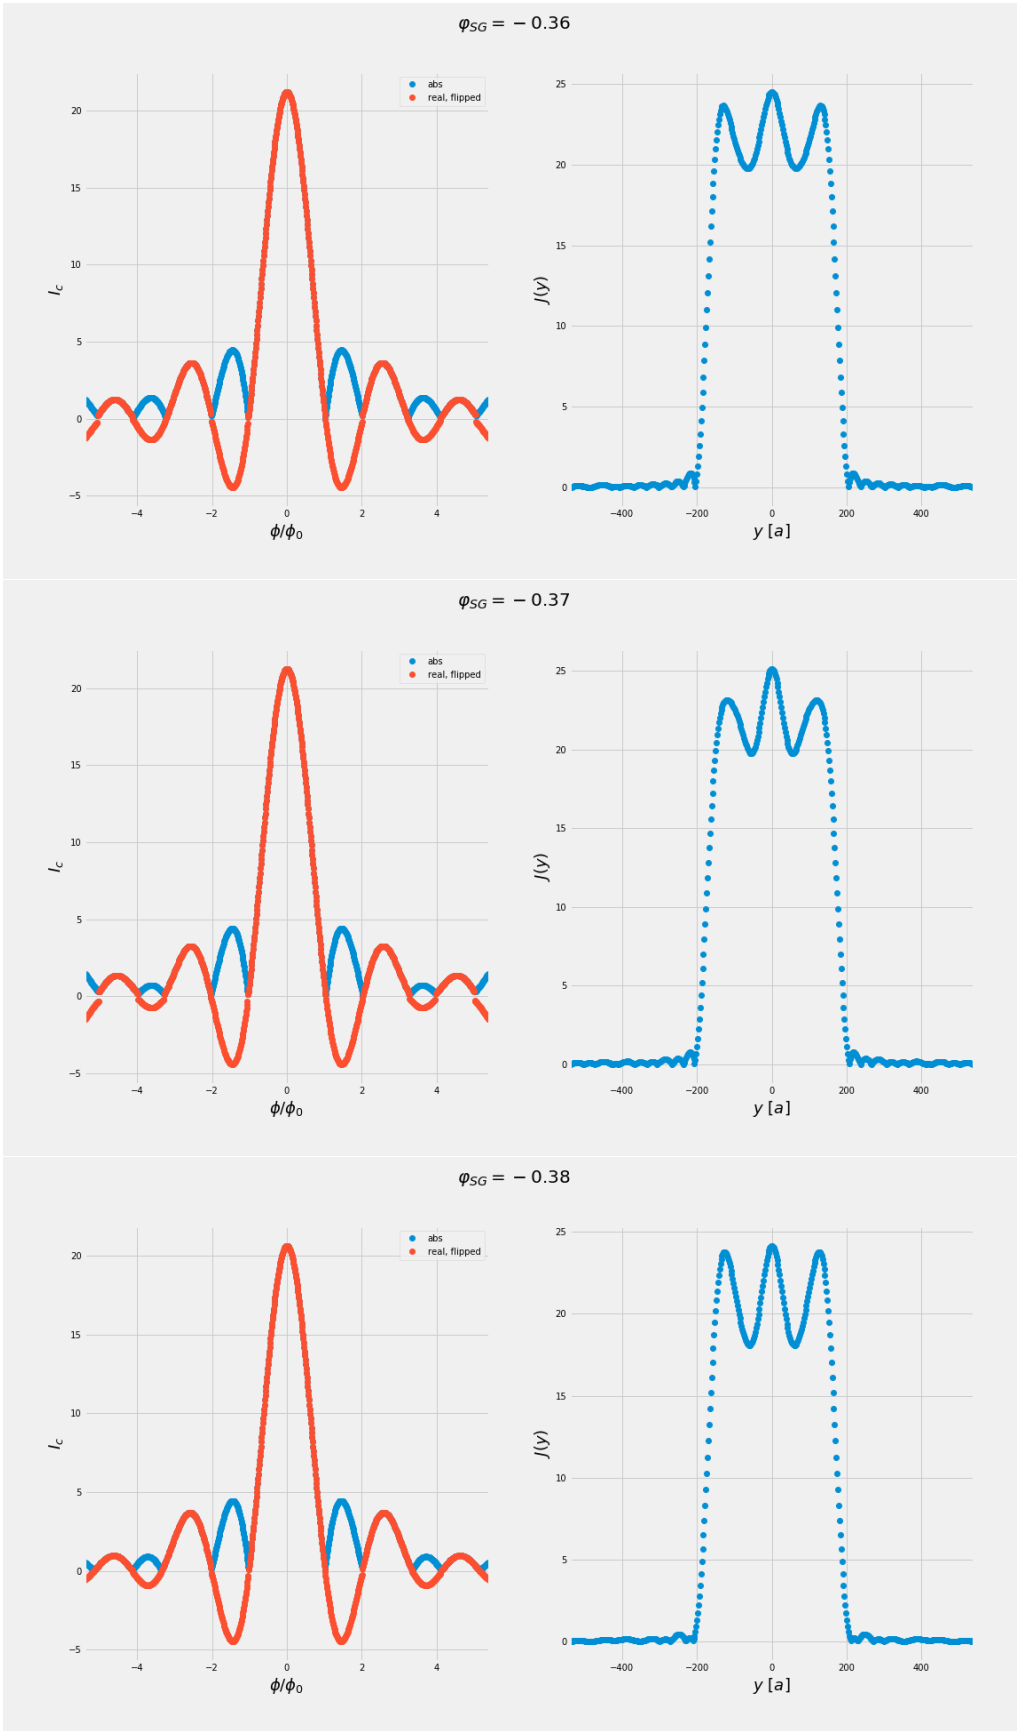 φ_SG = − 0.36
abs
real, flipped
20
15
10
5
0
−5
I_c
−4 −2 0 2 4
ϕ/ϕ_0
25
20
15
10
5
0
J(y)
−400 −200 0 200 400
y [a]
φ_SG = − 0.37
abs
real, flipped
20
15
10
5
0
−5
I_c
−4 −2 0 2 4
ϕ/ϕ_0
25
20
15
10
5
0
J(y)
−400 −200 0 200 400
y [a]
φ_SG = − 0.38
abs
real, flipped
20
15
10
5
0
−5
I_c
−4 −2 0 2 4
ϕ/ϕ_0
25
20
15
10
5
0
J(y)
−400 −200 0 200 400
y [a]